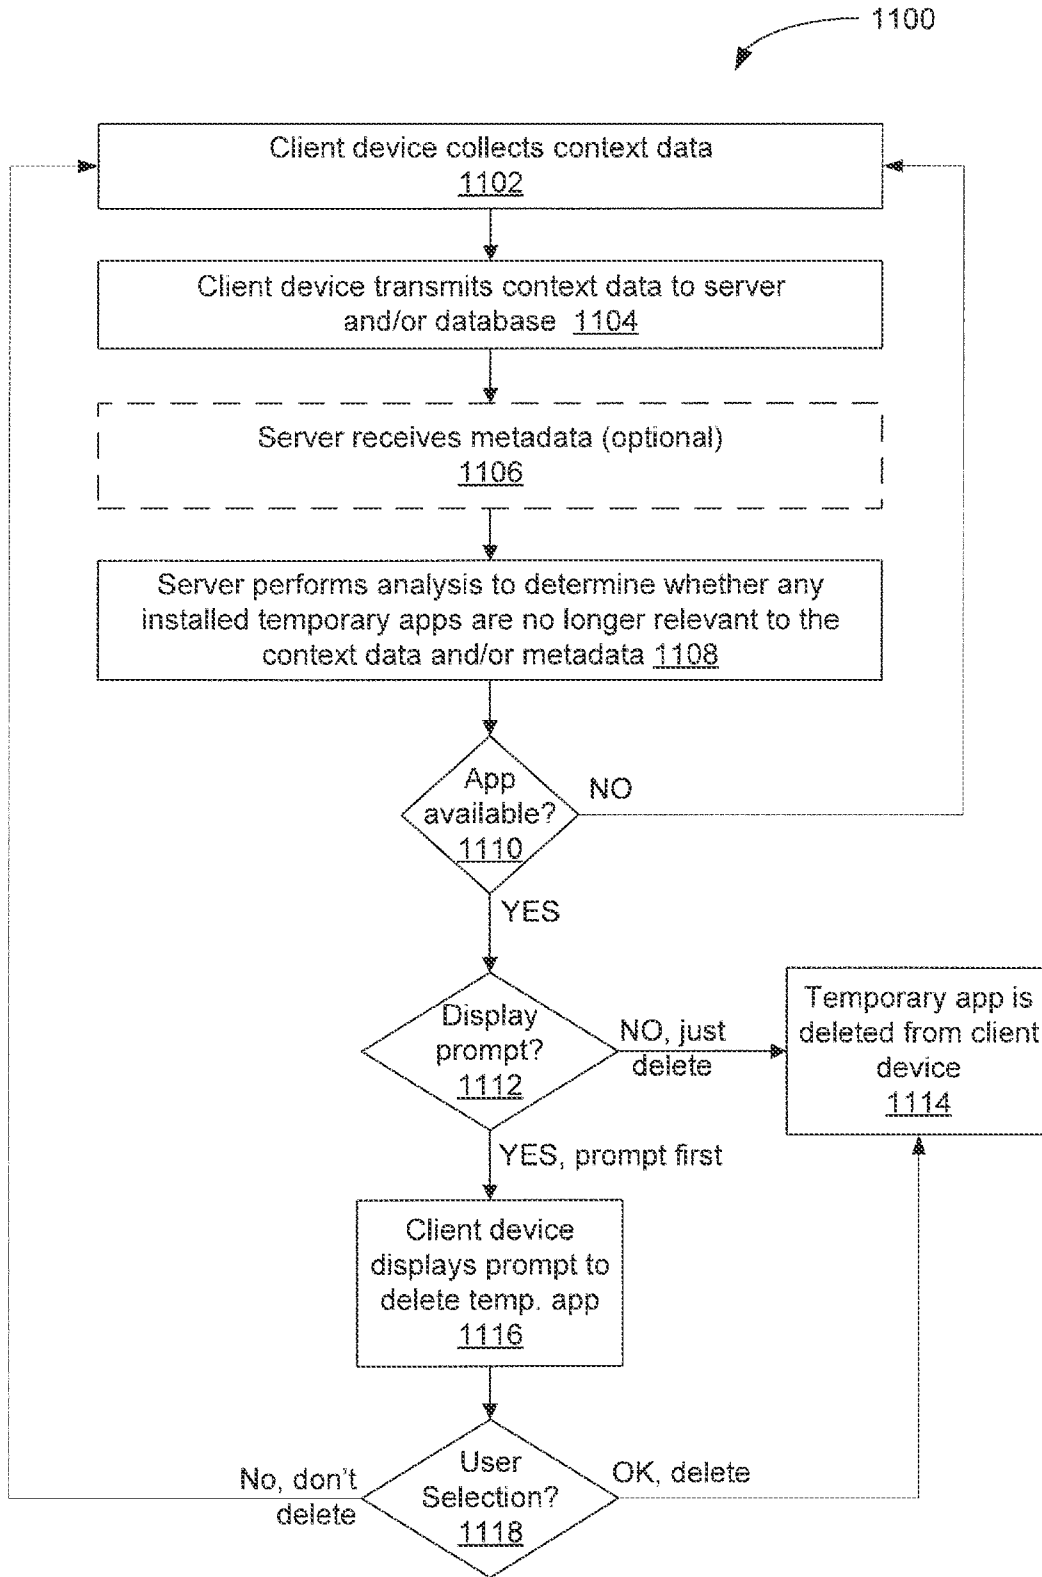 1100
Client device collects context data
1102
Client device transmits context data to server
and/or database 1104
Server receives metadata (optional)
1106
Server performs analysis to determine whether any
installed temporary apps are no longer relevant to the
context data and/or metadata 1108
App
available?
1110
NO
YES
Display
prompt?
1112
NO, just
delete
Temporary app is
deleted from client
device
1114
YES, prompt first
Client device
displays prompt to
delete temp. app
1116
User
Selection?
1118
No, don't
delete
OK, delete